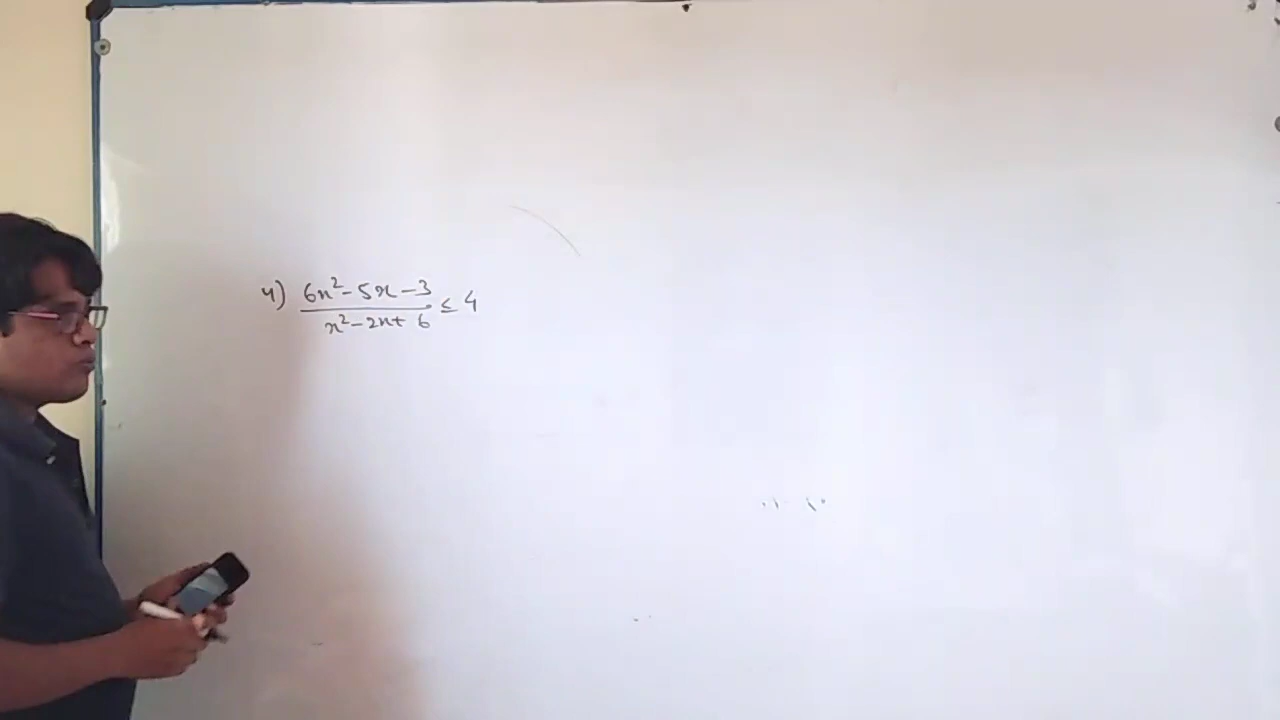 4) (6x² - 5x - 3)/(x² - 2x + 6) ≤ 4